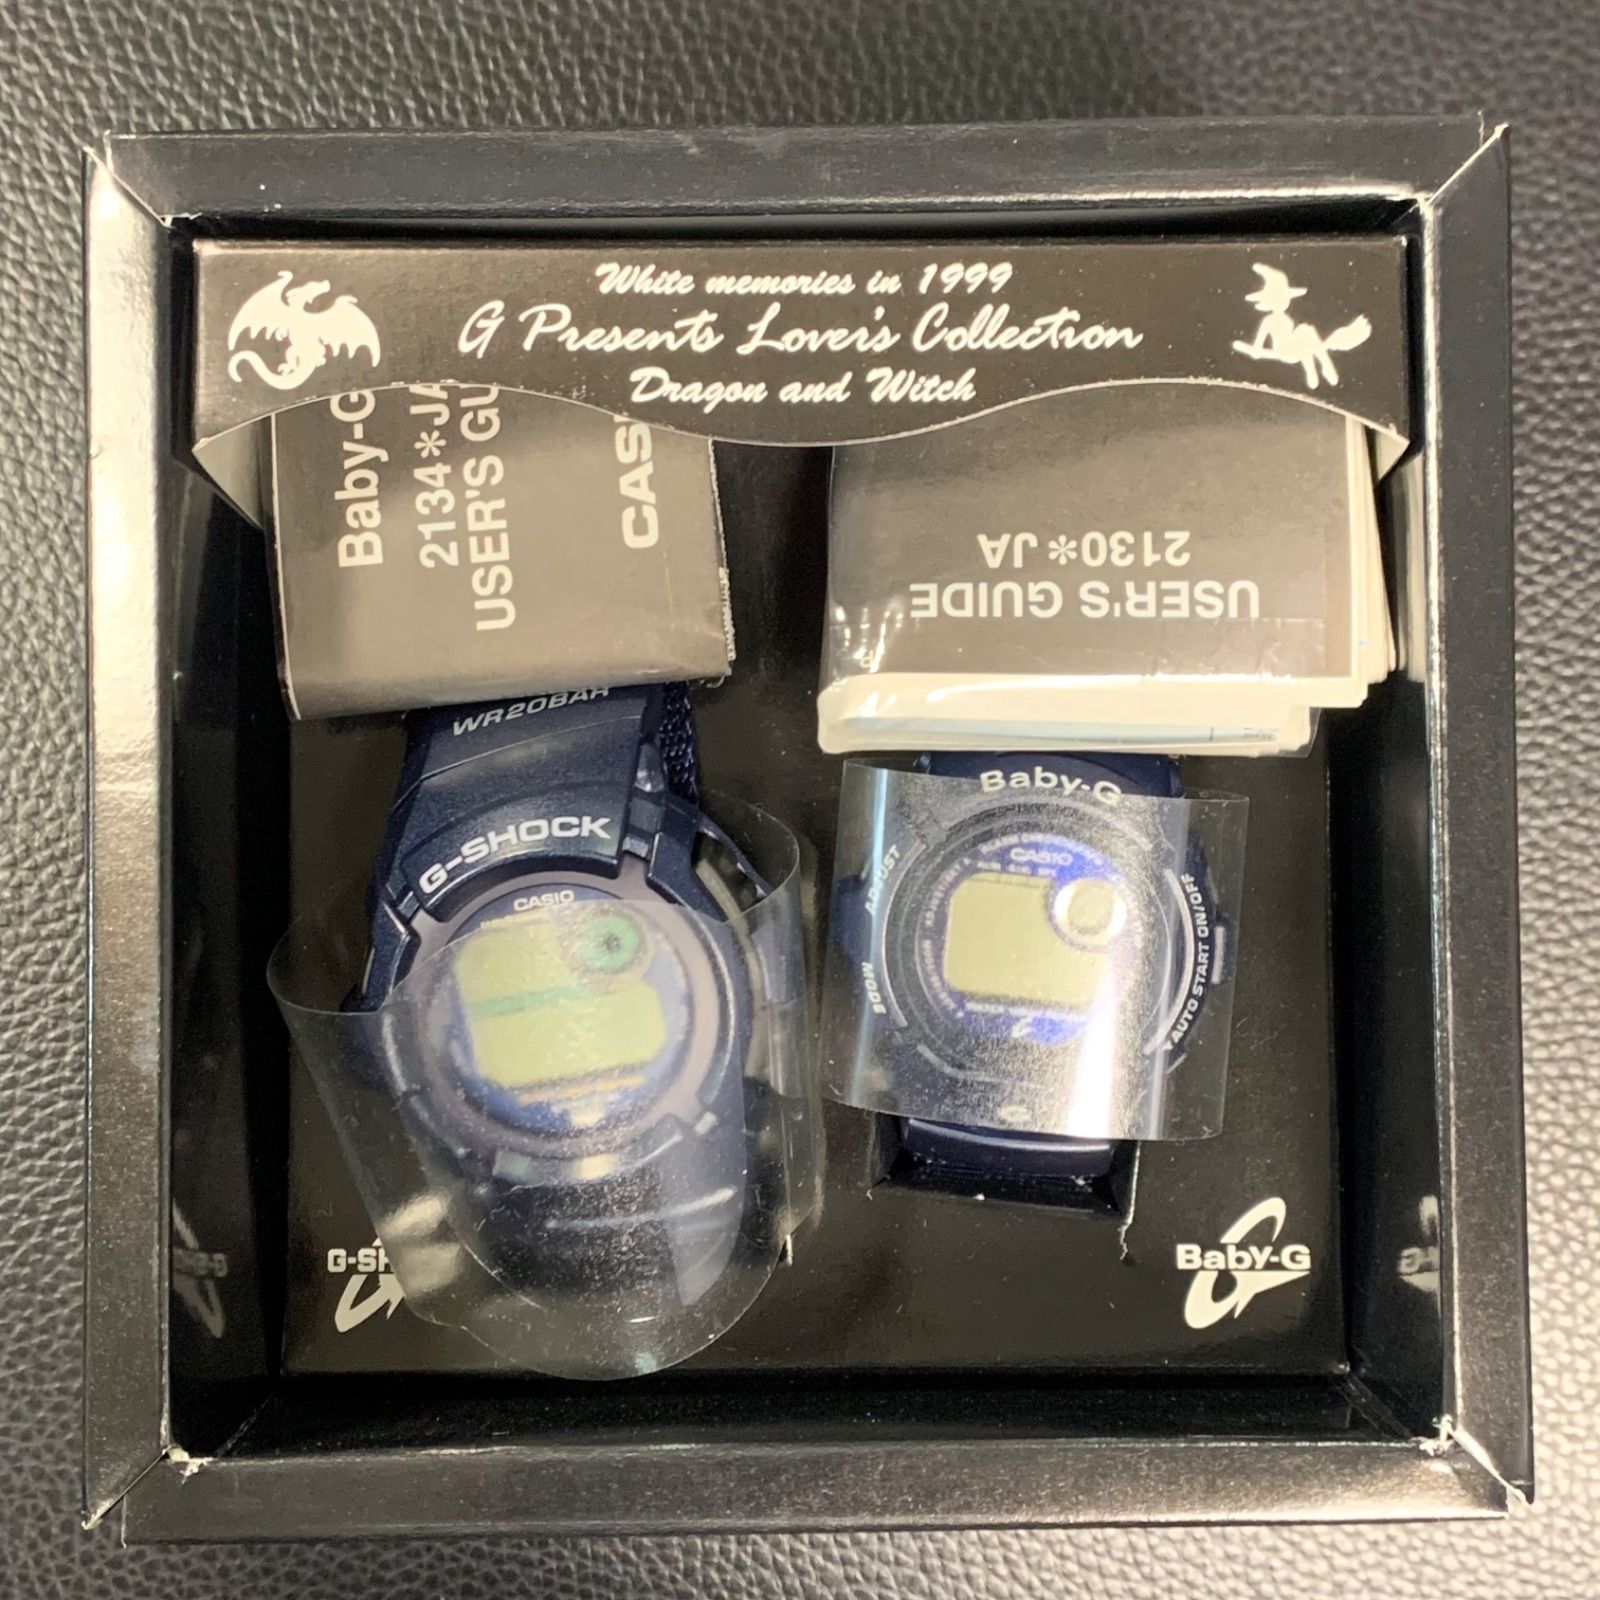 White memories in 1999
G Presents Lover's Collection
Dragon and Witch
Baby-G
2134*JA
USER'S GU
CAS
USER'S GUIDE
2130*JA
WR20BAR
G-SHOCK
CASIO
Baby-G
CASIO
ADJUST
MODE
AUTO START ON/OFF
G-SH
Baby-G